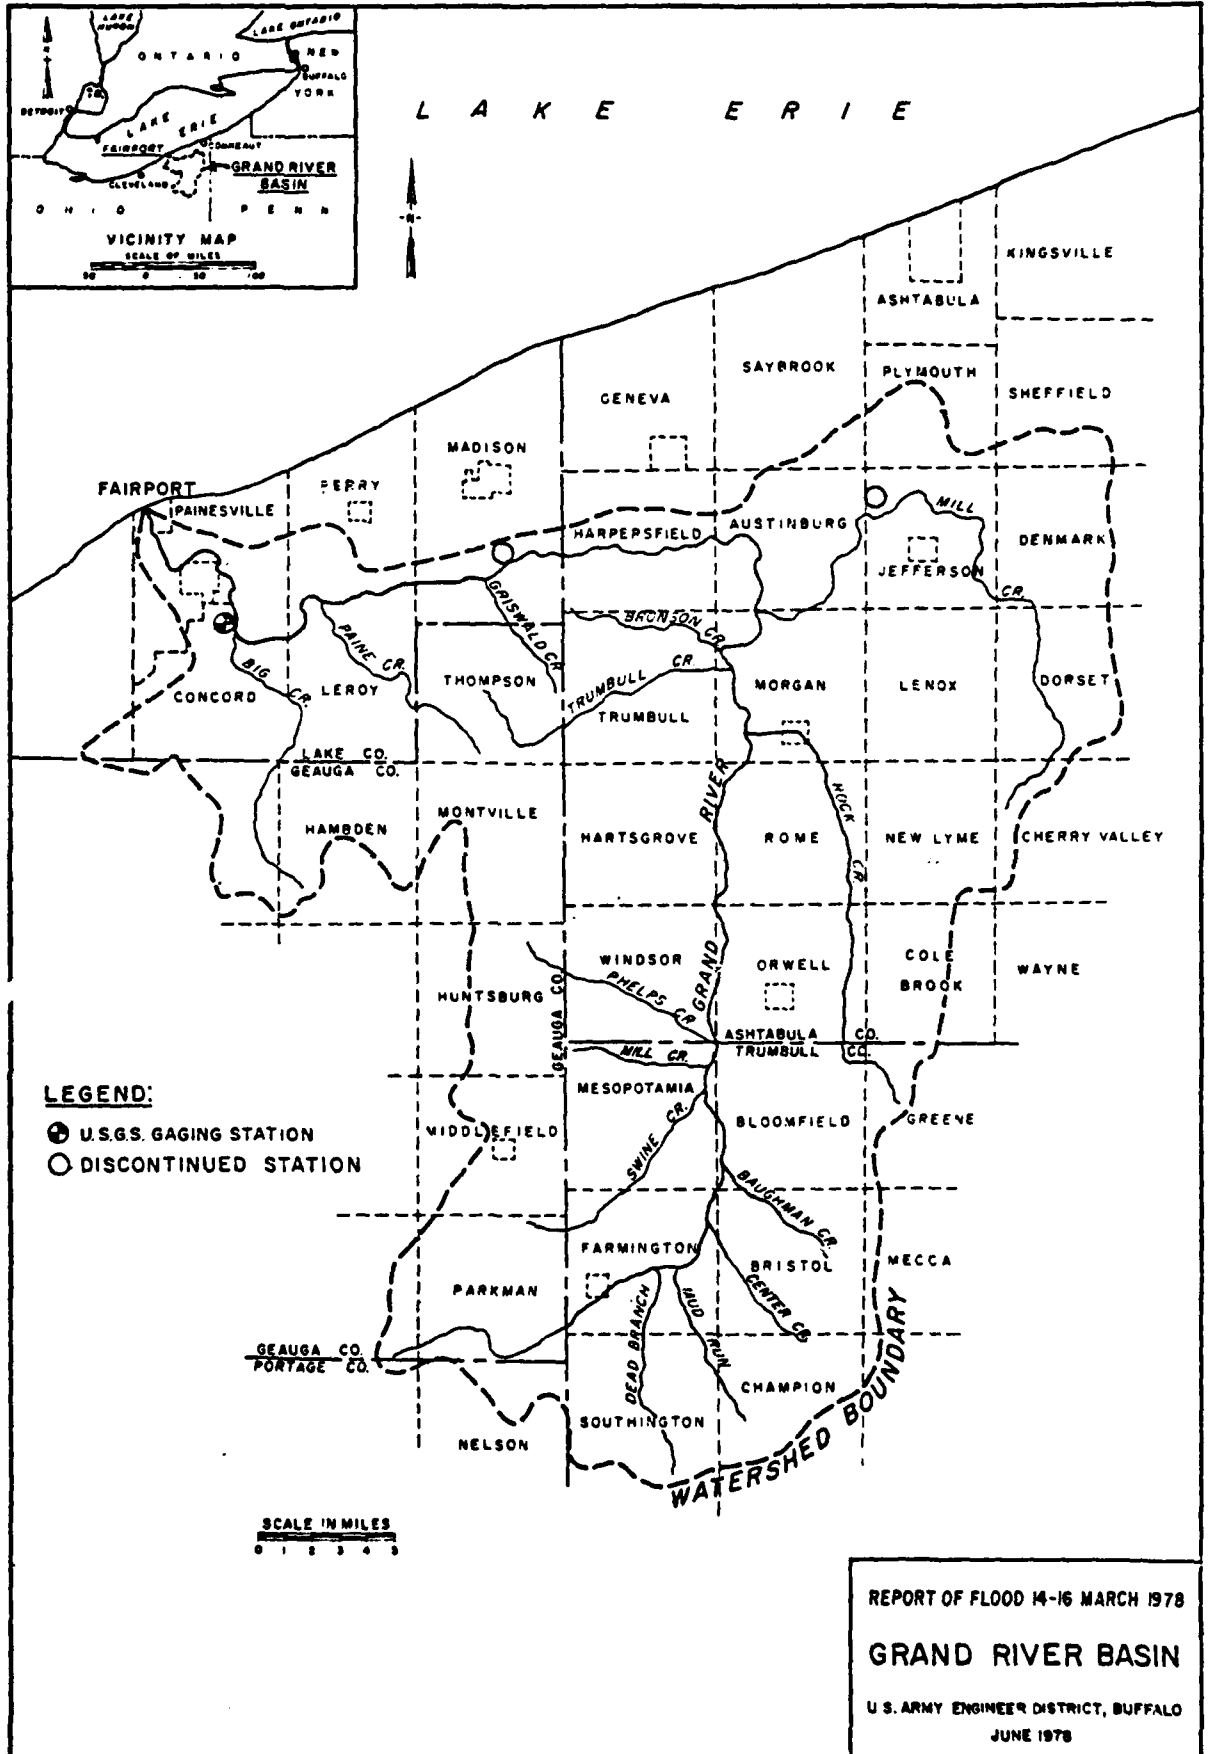 LAKE HURON
LAKE ONTARIO
ONTARIO
NEW
YORK
BUFFALO
DETROIT
LAKE ERIE
FAIRPORT
CONNEAUT
CLEVELAND
GRAND RIVER
BASIN
OHIO
PENN
VICINITY MAP
SCALE OF MILES
50 0 50 100
N
LAKE ERIE
N
KINGSVILLE
ASHTABULA
SAYBROOK
PLYMOUTH
SHEFFIELD
GENEVA
MADISON
PERRY
FAIRPORT
PAINESVILLE
HARPERSFIELD
AUSTINBURG
MILL
CR.
DENMARK
JEFFERSON
GRISWALD CR.
BRONSON CR.
PAINE CR.
BIG CR.
CONCORD
LEROY
THOMPSON
TRUMBULL CR.
TRUMBULL
MORGAN
LENOX
DORSET
LAKE CO.
GEAUGA CO.
MONTVILLE
HAMBDEN
HARTSGROVE
GRAND RIVER
ROME
ROCK CR.
NEW LYME
CHERRY VALLEY
WINDSOR
PHELPS CR.
ORWELL
COLE
BROOK
WAYNE
HUNTSBURG
GEAUGA CO.
ASHTABULA CO.
TRUMBULL CO.
MILL CR.
MESOPOTAMIA
BLOOMFIELD
GREENE
MIDDLEFIELD
SWINE CR.
BAUGHMAN CR.
FARMINGTON
BRISTOL
MECCA
CENTER CR.
PARKMAN
DEAD BRANCH
MUD RUN
GEAUGA CO.
PORTAGE CO.
CHAMPION
SOUTHINGTON
NELSON
WATERSHED BOUNDARY
LEGEND:
U.S.G.S. GAGING STATION
DISCONTINUED STATION
SCALE IN MILES
0 1 2 3 4 5
REPORT OF FLOOD 14-16 MARCH 1978
GRAND RIVER BASIN
U.S. ARMY ENGINEER DISTRICT, BUFFALO
JUNE 1978